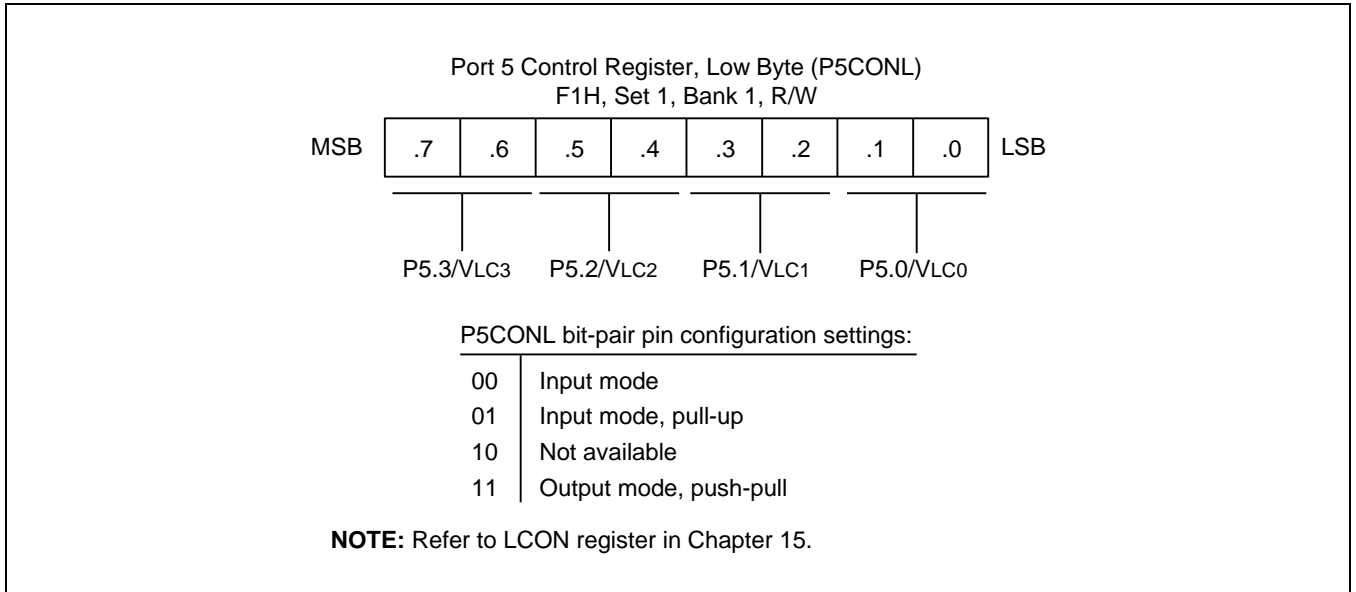 Port 5 Control Register, Low Byte (P5CONL)
F1H, Set 1, Bank 1, R/W
MSB .7 .6 .5 .4 .3 .2 .1 .0 LSB
P5.3/VLC3 P5.2/VLC2 P5.1/VLC1 P5.0/VLC0
P5CONL bit-pair pin configuration settings:
00 Input mode
01 Input mode, pull-up
10 Not available
11 Output mode, push-pull
NOTE: Refer to LCON register in Chapter 15.